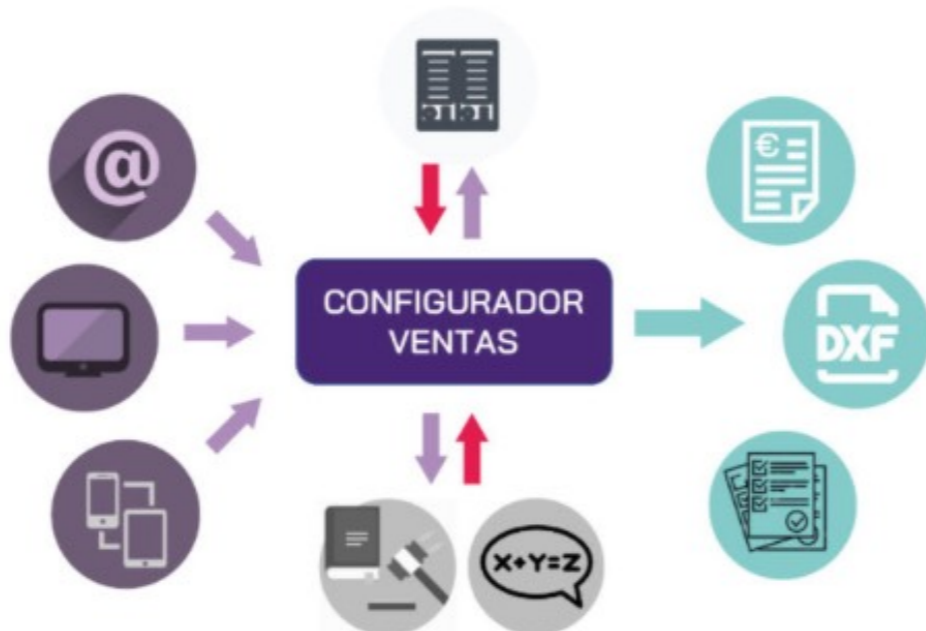 @
€
CONFIGURADOR
VENTAS
DXF
X+Y=Z